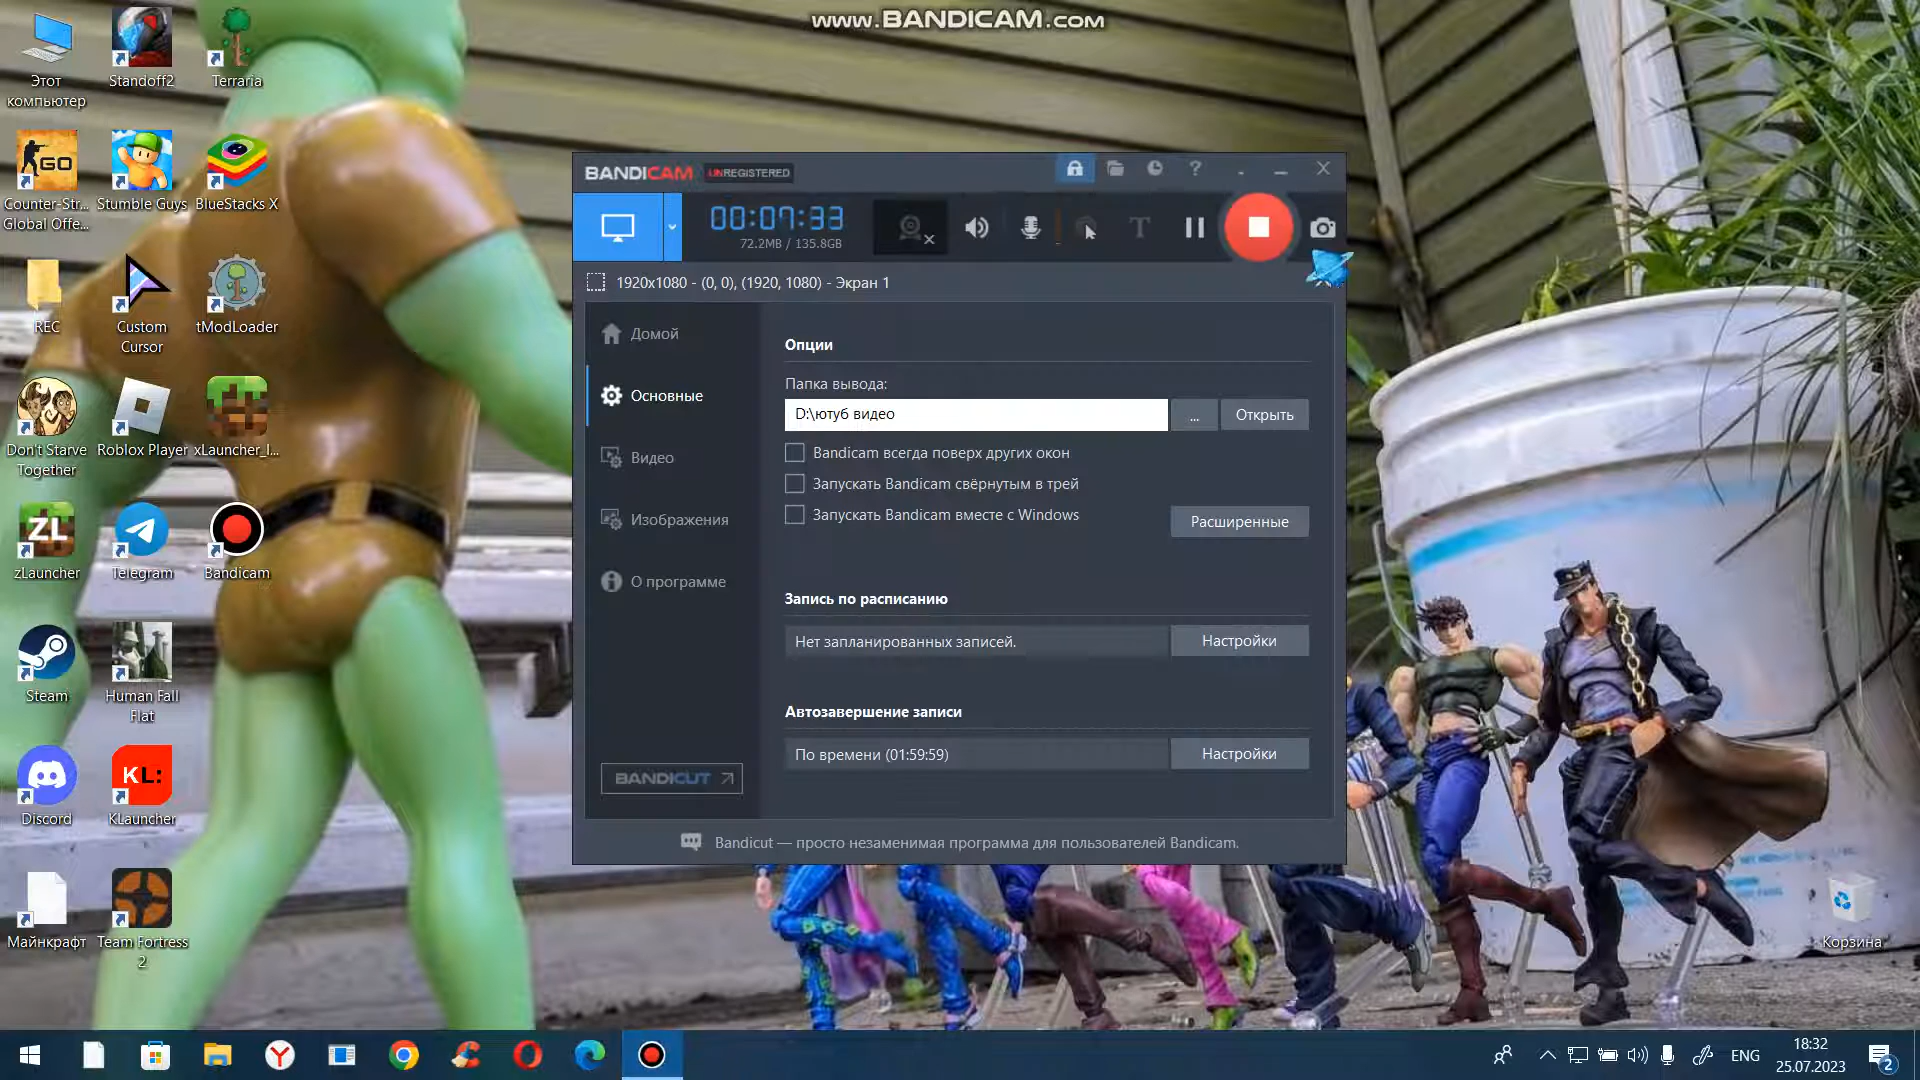 www.BANDICAM.com
Этот
компьютер
Standoff2
Terraria
GO
Counter-Str...
Global Offe...
Stumble Guys
BlueStacks X
REC
Custom
Cursor
tModLoader
Don't Starve
Together
Roblox Player
xLauncher_I...
ZL
zLauncher
Telegram
Bandicam
Steam
Human Fall
Flat
Discord
KL:
KLauncher
Майнкрафт
Team Fortress
2
BANDICAM UNREGISTERED
00:07:33
72.2MB / 135.8GB
1920x1080 - (0, 0), (1920, 1080) - Экран 1
Домой
Основные
Видео
Изображения
О программе
BANDICUT
Опции
Папка вывода:
D:\ютуб видео
...
Открыть
Bandicam всегда поверх других окон
Запускать Bandicam свёрнутым в трей
Запускать Bandicam вместе с Windows
Расширенные
Запись по расписанию
Нет запланированных записей.
Настройки
Автозавершение записи
По времени (01:59:59)
Настройки
Bandicut — просто незаменимая программа для пользователей Bandicam.
Корзина
ENG
18:32
25.07.2023
2